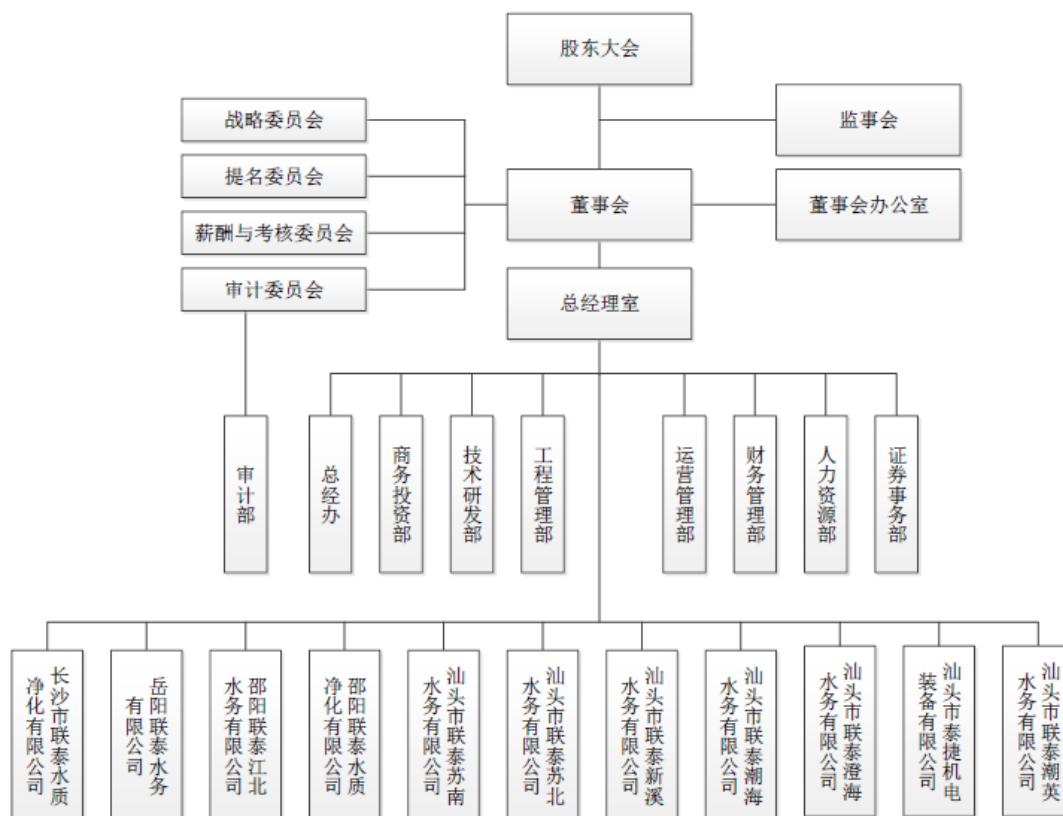 股东大会
战略委员会
监事会
提名委员会
董事会
董事会办公室
薪酬与考核委员会
审计委员会
总经理室
审计部
总经办
商务投资部
技术研发部
工程管理部
运营管理部
财务管理部
人力资源部
证券事务部
长沙市联泰水质
净化有限公司
岳阳联泰水务
有限公司
邵阳联泰江北
水务有限公司
邵阳联泰水质
净化有限公司
汕头市联泰苏南
水务有限公司
汕头市联泰苏北
水务有限公司
汕头市联泰新溪
水务有限公司
汕头市联泰潮海
水务有限公司
汕头市联泰澄海
水务有限公司
汕头市泰捷机电
装备有限公司
汕头市联泰潮英
水务有限公司